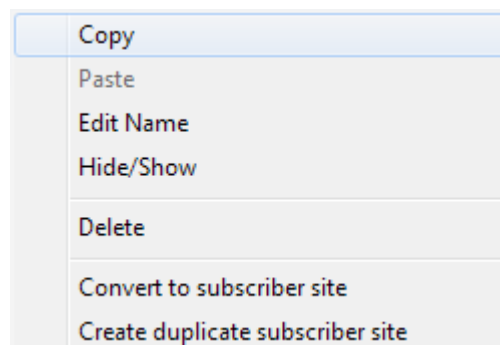 Copy
Paste
Edit Name
Hide/Show
Delete
Convert to subscriber site
Create duplicate subscriber site